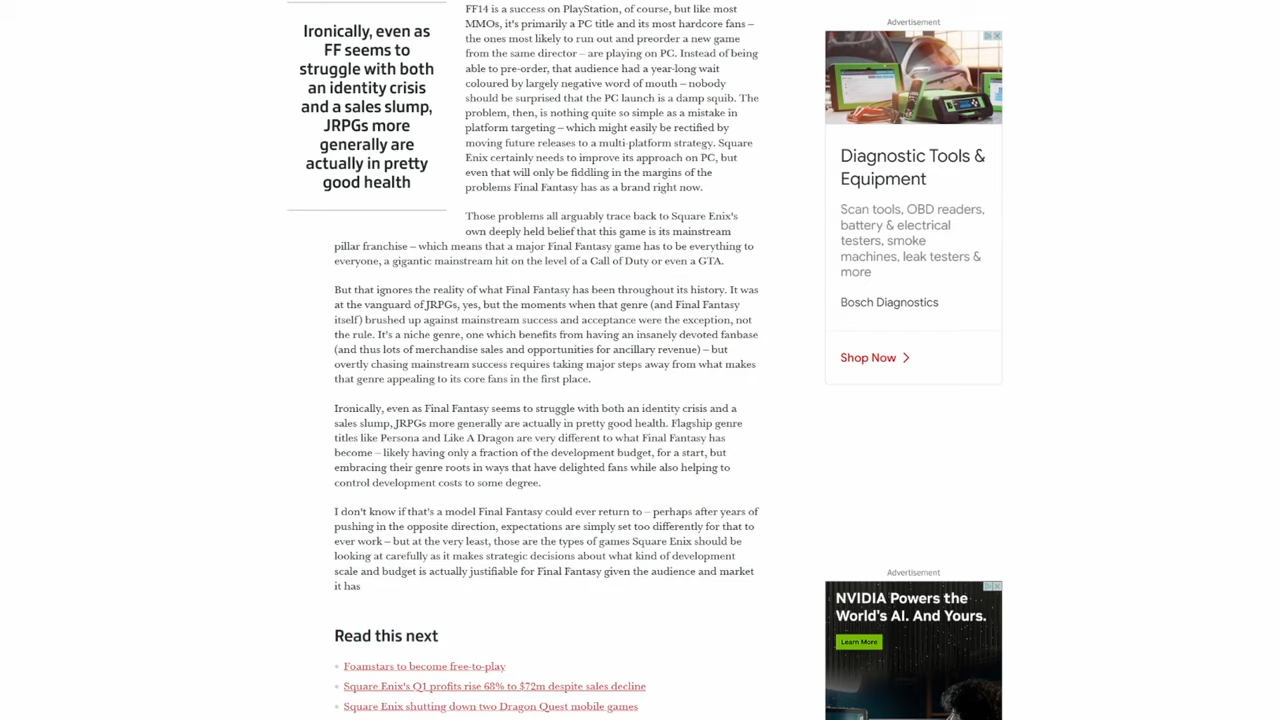 Ironically, even as
FF seems to
struggle with both
an identity crisis
and a sales slump,
JRPGs more
generally are
actually in pretty
good health
FF14 is a success on PlayStation, of course, but like most
MMOs, it's primarily a PC title and its most hardcore fans –
the ones most likely to run out and preorder a new game
from the same director – are playing on PC. Instead of being
able to pre-order, that audience had a year-long wait
coloured by largely negative word of mouth – nobody
should be surprised that the PC launch is a damp squib. The
problem, then, is nothing quite so simple as a mistake in
platform targeting – which might easily be rectified by
moving future releases to a multi-platform strategy. Square
Enix certainly needs to improve its approach on PC, but
even that will only be fiddling in the margins of the
problems Final Fantasy has as a brand right now.
Those problems all arguably trace back to Square Enix's
own deeply held belief that this game is its mainstream
pillar franchise – which means that a major Final Fantasy game has to be everything to
everyone, a gigantic mainstream hit on the level of a Call of Duty or even a GTA.
But that ignores the reality of what Final Fantasy has been throughout its history. It was
at the vanguard of JRPGs, yes, but the moments when that genre (and Final Fantasy
itself) brushed up against mainstream success and acceptance were the exception, not
the rule. It's a niche genre, one which benefits from having an insanely devoted fanbase
(and thus lots of merchandise sales and opportunities for ancillary revenue) – but
overtly chasing mainstream success requires taking major steps away from what makes
that genre appealing to its core fans in the first place.
Ironically, even as Final Fantasy seems to struggle with both an identity crisis and a
sales slump, JRPGs more generally are actually in pretty good health. Flagship genre
titles like Persona and Like A Dragon are very different to what Final Fantasy has
become – likely having only a fraction of the development budget, for a start, but
embracing their genre roots in ways that have delighted fans while also helping to
control development costs to some degree.
I don't know if that's a model Final Fantasy could ever return to – perhaps after years of
pushing in the opposite direction, expectations are simply set too differently for that to
ever work – but at the very least, those are the types of games Square Enix should be
looking at carefully as it makes strategic decisions about what kind of development
scale and budget is actually justifiable for Final Fantasy given the audience and market
it has
Read this next
Foamstars to become free-to-play
Square Enix's Q1 profits rise 68% to $72m despite sales decline
Square Enix shutting down two Dragon Quest mobile games
Advertisement
Diagnostic Tools &
Equipment
Scan tools, OBD readers,
battery & electrical
testers, smoke
machines, leak testers &
more
Bosch Diagnostics
Shop Now
Advertisement
NVIDIA Powers the
World's AI. And Yours.
Learn More